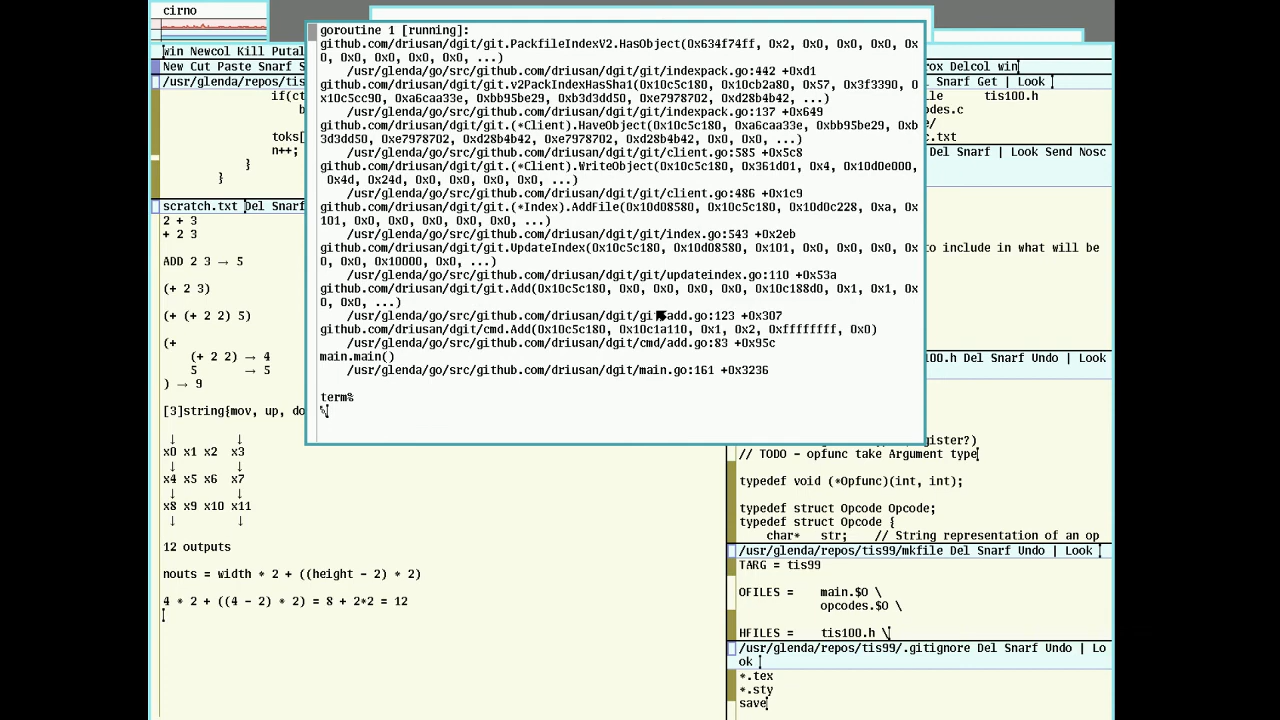 cirno
win Newcol Kill Putal
New Cut Paste Snarf S
/usr/glenda/repos/tis
if(ct
b
toks[
n++;
}
}
scratch.txt Del Snarf
2 + 3
+ 2 3
ADD 2 3 → 5
(+ 2 3)
(+ (+ 2 2) 5)
(+
(+ 2 2) → 4
5 → 5
) → 9
[3]string{mov, up, do
↓ ↓
x0 x1 x2 x3
↓ ↓
x4 x5 x6 x7
↓ ↓
x8 x9 x10 x11
↓ ↓
12 outputs
nouts = width * 2 + ((height - 2) * 2)
4 * 2 + ((4 - 2) * 2) = 8 + 2*2 = 12
goroutine 1 [running]:
github.com/driusan/dgit/git.PackfileIndexV2.HasObject(0x634f74ff, 0x2, 0x0, 0x0, 0x0, 0x
0, 0x0, 0x0, 0x0, 0x0, 0x0, ...)
/usr/glenda/go/src/github.com/driusan/dgit/git/indexpack.go:442 +0xd1
github.com/driusan/dgit/git.v2PackIndexHasSha1(0x10c5c180, 0x10cb2a80, 0x57, 0x3f3390, 0
x10c5cc90, 0xa6caa33e, 0xbb95be29, 0xb3d3dd50, 0xe7978702, 0xd28b4b42, ...)
/usr/glenda/go/src/github.com/driusan/dgit/git/indexpack.go:137 +0x649
github.com/driusan/dgit/git.(*Client).HaveObject(0x10c5c180, 0xa6caa33e, 0xbb95be29, 0xb
3d3dd50, 0xe7978702, 0xd28b4b42, 0xe7978702, 0xd28b4b42, 0x0, 0x0, ...)
/usr/glenda/go/src/github.com/driusan/dgit/git/client.go:585 +0x5c8
github.com/driusan/dgit/git.(*Client).WriteObject(0x10c5c180, 0x361d01, 0x4, 0x10d0e000,
0x4d, 0x24d, 0x0, 0x0, 0x0, 0x0, ...)
/usr/glenda/go/src/github.com/driusan/dgit/git/client.go:486 +0x1c9
github.com/driusan/dgit/git.(*Index).AddFile(0x10d08580, 0x10c5c180, 0x10d0c228, 0xa, 0x
101, 0x0, 0x0, 0x0, 0x0, 0x0, ...)
/usr/glenda/go/src/github.com/driusan/dgit/git/index.go:543 +0x2eb
github.com/driusan/dgit/git.UpdateIndex(0x10c5c180, 0x10d08580, 0x101, 0x0, 0x0, 0x0, 0x
0, 0x0, 0x10000, 0x0, ...)
/usr/glenda/go/src/github.com/driusan/dgit/git/updateindex.go:110 +0x53a
github.com/driusan/dgit/git.Add(0x10c5c180, 0x0, 0x0, 0x0, 0x0, 0x10c188d0, 0x1, 0x1, 0x
0, 0x0, ...)
/usr/glenda/go/src/github.com/driusan/dgit/git/add.go:123 +0x307
github.com/driusan/dgit/cmd.Add(0x10c5c180, 0x10c1a110, 0x1, 0x2, 0xffffffff, 0x0)
/usr/glenda/go/src/github.com/driusan/dgit/cmd/add.go:83 +0x95c
main.main()
/usr/glenda/go/src/github.com/driusan/dgit/main.go:161 +0x3236
term%
%
rox Delcol win
Snarf Get | Look
le tis100.h
codes.c
e/
c.txt
Del Snarf | Look Send Nosc
to include in what will be
00.h Del Snarf Undo | Look
gister?)
// TODO - opfunc take Argument type
typedef void (*Opfunc)(int, int);
typedef struct Opcode Opcode;
typedef struct Opcode {
char* str; // String representation of an op
/usr/glenda/repos/tis99/mkfile Del Snarf Undo | Look
TARG = tis99
OFILES = main.$O \
opcodes.$O \
HFILES = tis100.h \
/usr/glenda/repos/tis99/.gitignore Del Snarf Undo | Lo
ok
*.tex
*.sty
save